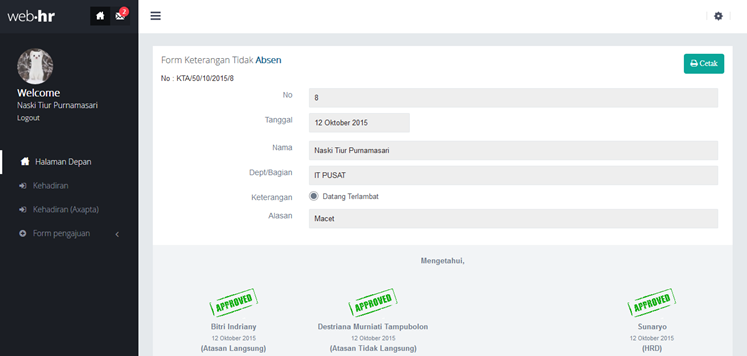 web.hr
2
Welcome
Naski Tiur Purnamasari
Logout
Halaman Depan
Kehadiran
Kehadiran (Axapta)
Form pengajuan
Form Keterangan Tidak Absen
Cetak
No : KTA/50/10/2015/8
No 8
Tanggal 12 Oktober 2015
Nama Naski Tiur Purnamasari
Dept/Bagian IT PUSAT
Keterangan Datang Terlambat
Alasan Macet
Mengetahui,
APPROVED APPROVED APPROVED
Bitri Indriany Destriana Murniati Tampubolon Sunaryo
12 Oktober 2015 12 Oktober 2015 12 Oktober 2015
(Atasan Langsung) (Atasan Tidak Langsung) (HRD)